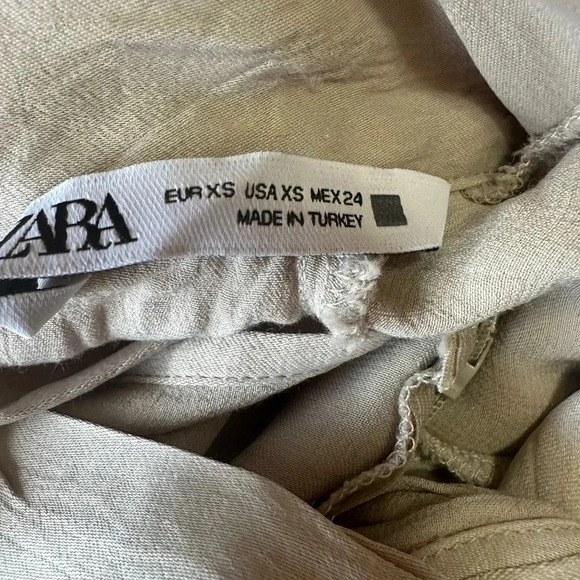 ZARA
EUR XS USA XS MEX 24
MADE IN TURKEY